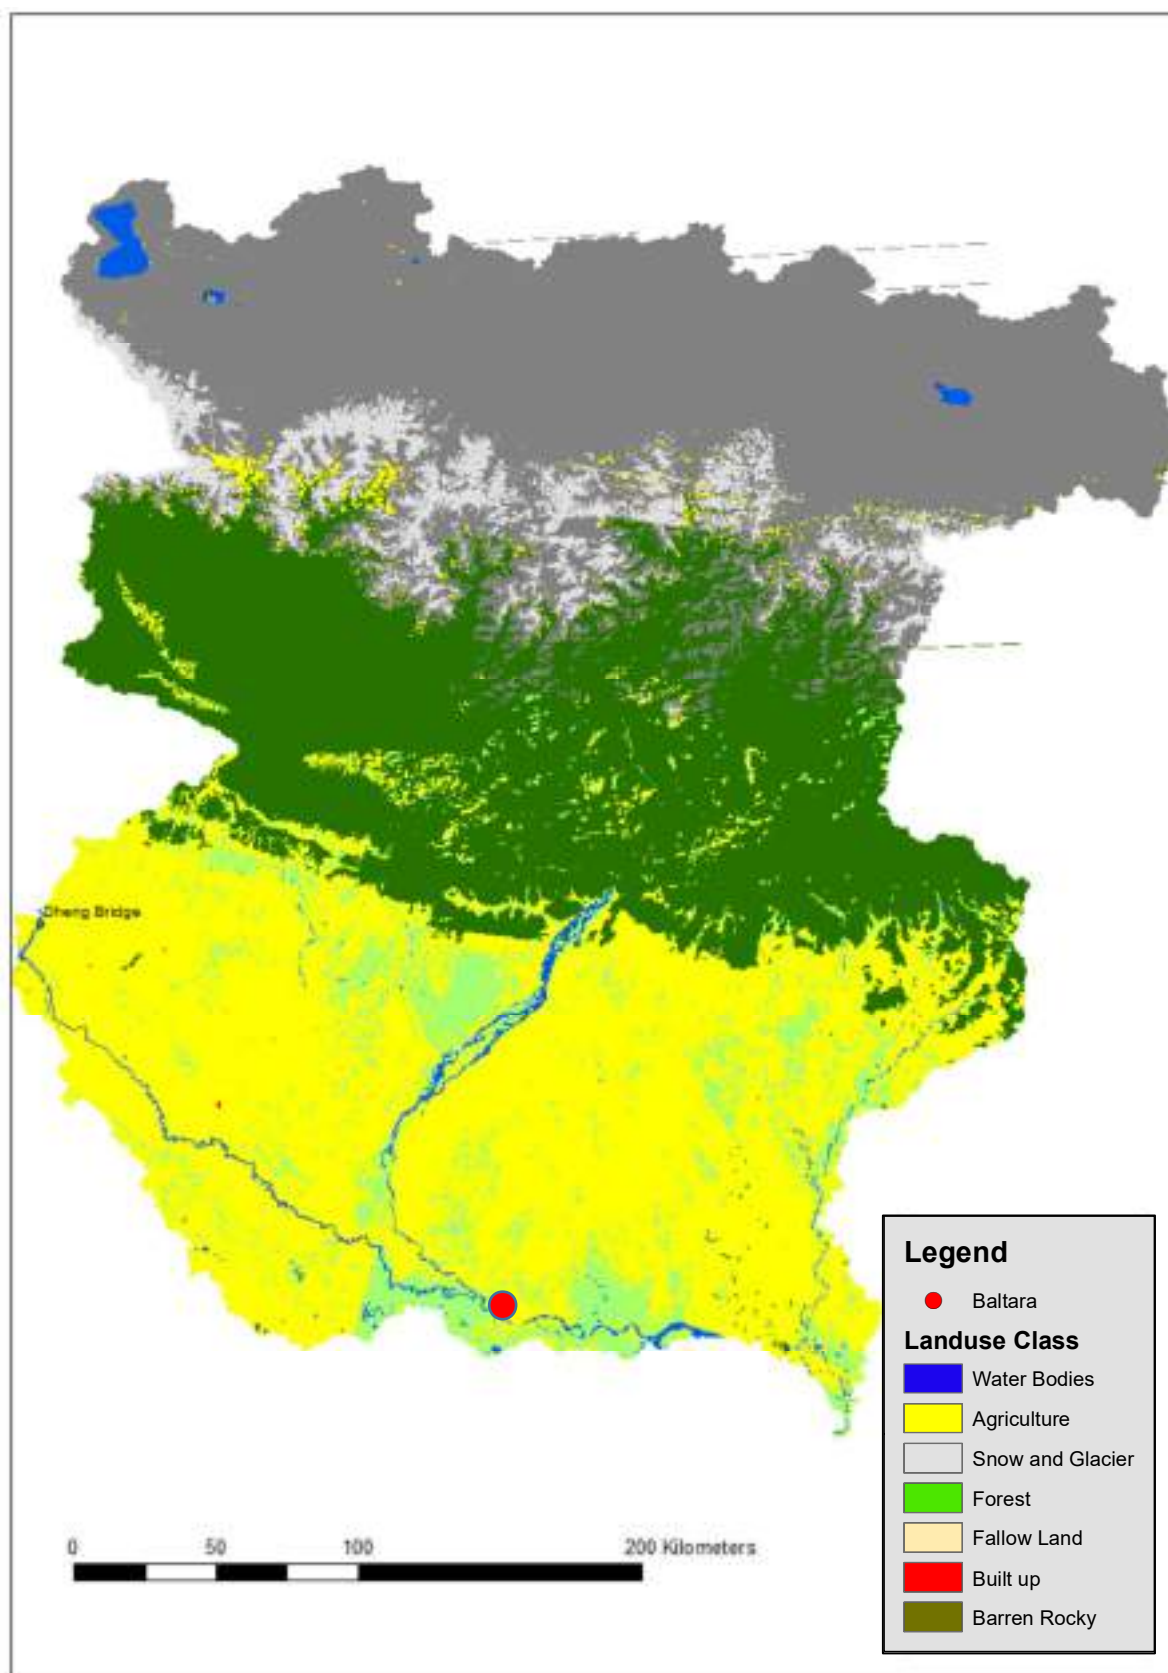 Dheng Bridge
Legend
Baltara
Landuse Class
Water Bodies
Agriculture
Snow and Glacier
Forest
Fallow Land
Built up
Barren Rocky
0 50 100 200 Kilometers